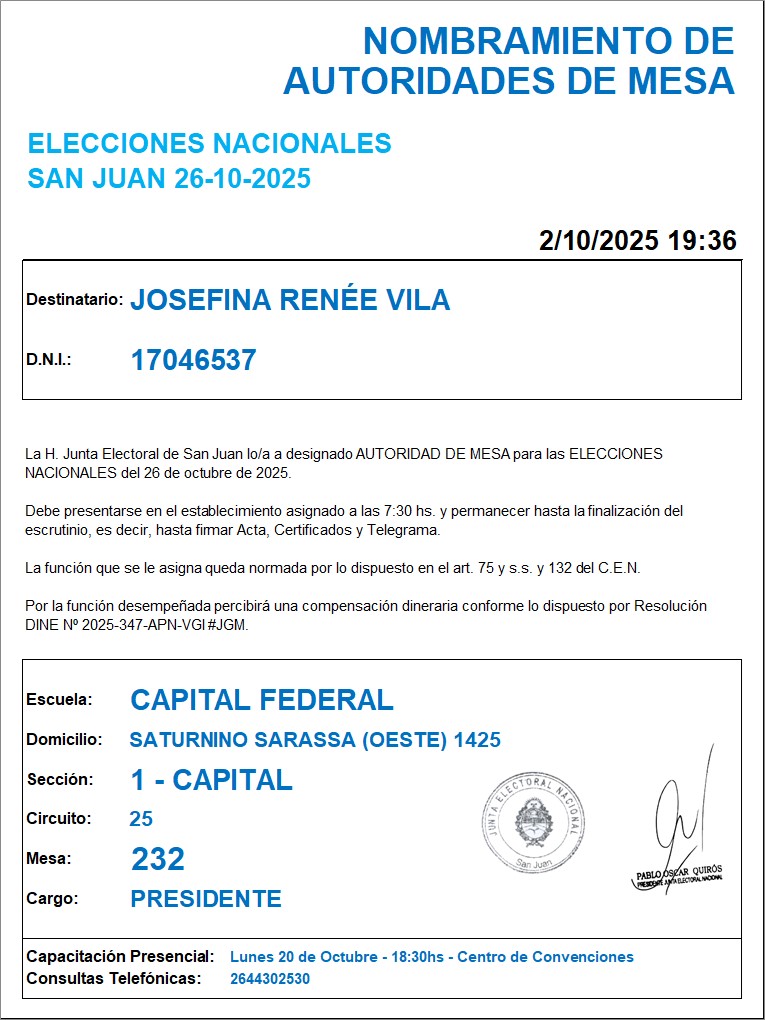 NOMBRAMIENTO DE
AUTORIDADES DE MESA
ELECCIONES NACIONALES
SAN JUAN 26-10-2025
2/10/2025 19:36
Destinatario: JOSEFINA RENÉE VILA
D.N.I.: 17046537
La H. Junta Electoral de San Juan lo/a a designado AUTORIDAD DE MESA para las ELECCIONES
NACIONALES del 26 de octubre de 2025.
Debe presentarse en el establecimiento asignado a las 7:30 hs. y permanecer hasta la finalización del
escrutinio, es decir, hasta firmar Acta, Certificados y Telegrama.
La función que se le asigna queda normada por lo dispuesto en el art. 75 y s.s. y 132 del C.E.N.
Por la función desempeñada percibirá una compensación dineraria conforme lo dispuesto por Resolución
DINE Nº 2025-347-APN-VGI#JGM.
Escuela: CAPITAL FEDERAL
Domicilio: SATURNINO SARASSA (OESTE) 1425
Sección: 1 - CAPITAL
Circuito: 25
Mesa: 232
Cargo: PRESIDENTE
JUNTA ELECTORAL NACIONAL
San Juan
PABLO OSCAR QUIRÓS
PRESIDENTE JUNTA ELECTORAL NACIONAL
Capacitación Presencial: Lunes 20 de Octubre - 18:30hs - Centro de Convenciones
Consultas Telefónicas: 2644302530